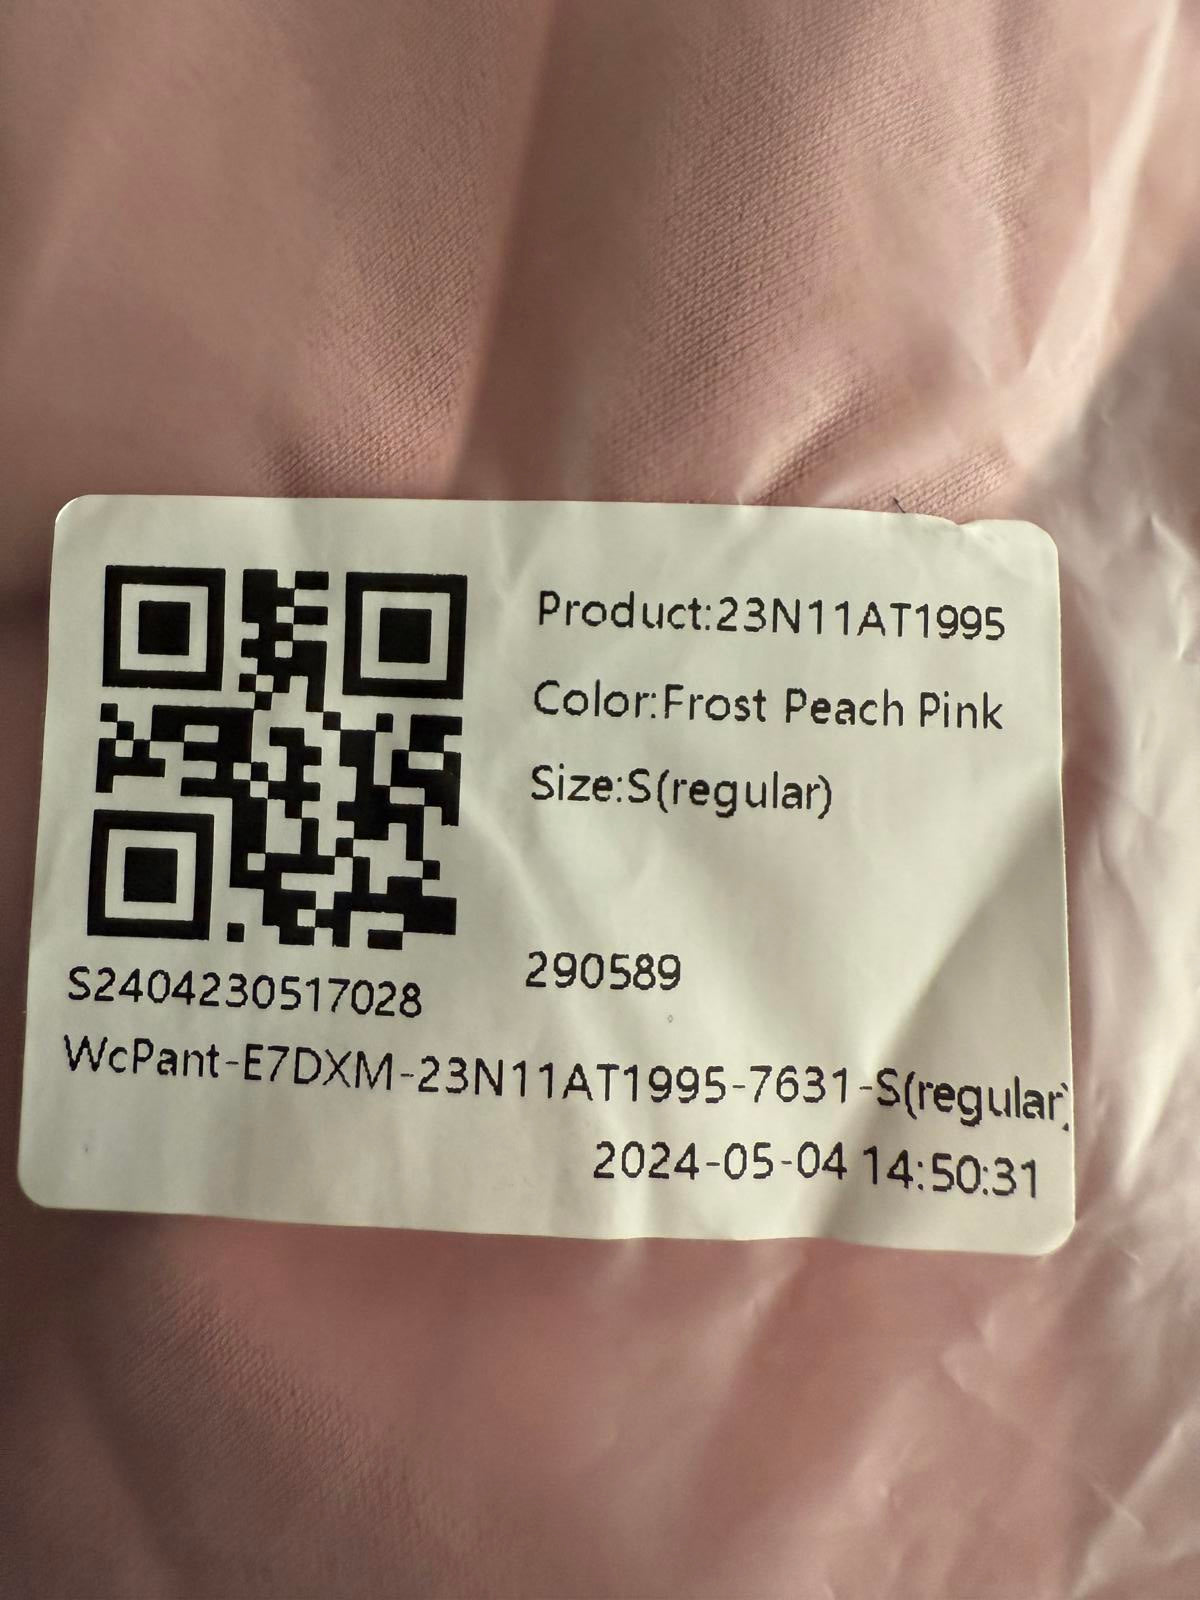 Product:23N11AT1995
Color:Frost Peach Pink
Size:S(regular)
290589
S2404230517028
WcPant-E7DXM-23N11AT1995-7631-S(regular)
2024-05-04 14:50:31